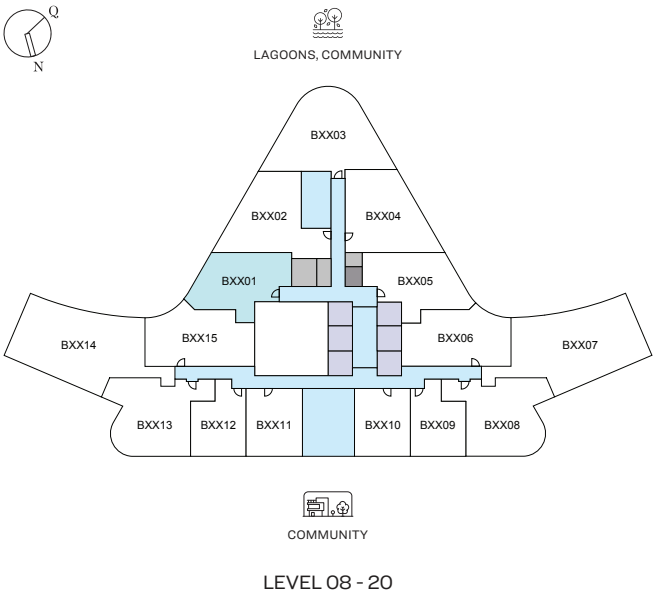 Q
N
LAGOONS, COMMUNITY
BXX03
BXX02
BXX04
BXX01
BXX05
BXX15
BXX06
BXX14
BXX07
BXX13
BXX12
BXX11
BXX10
BXX09
BXX08
COMMUNITY
LEVEL 08 - 20